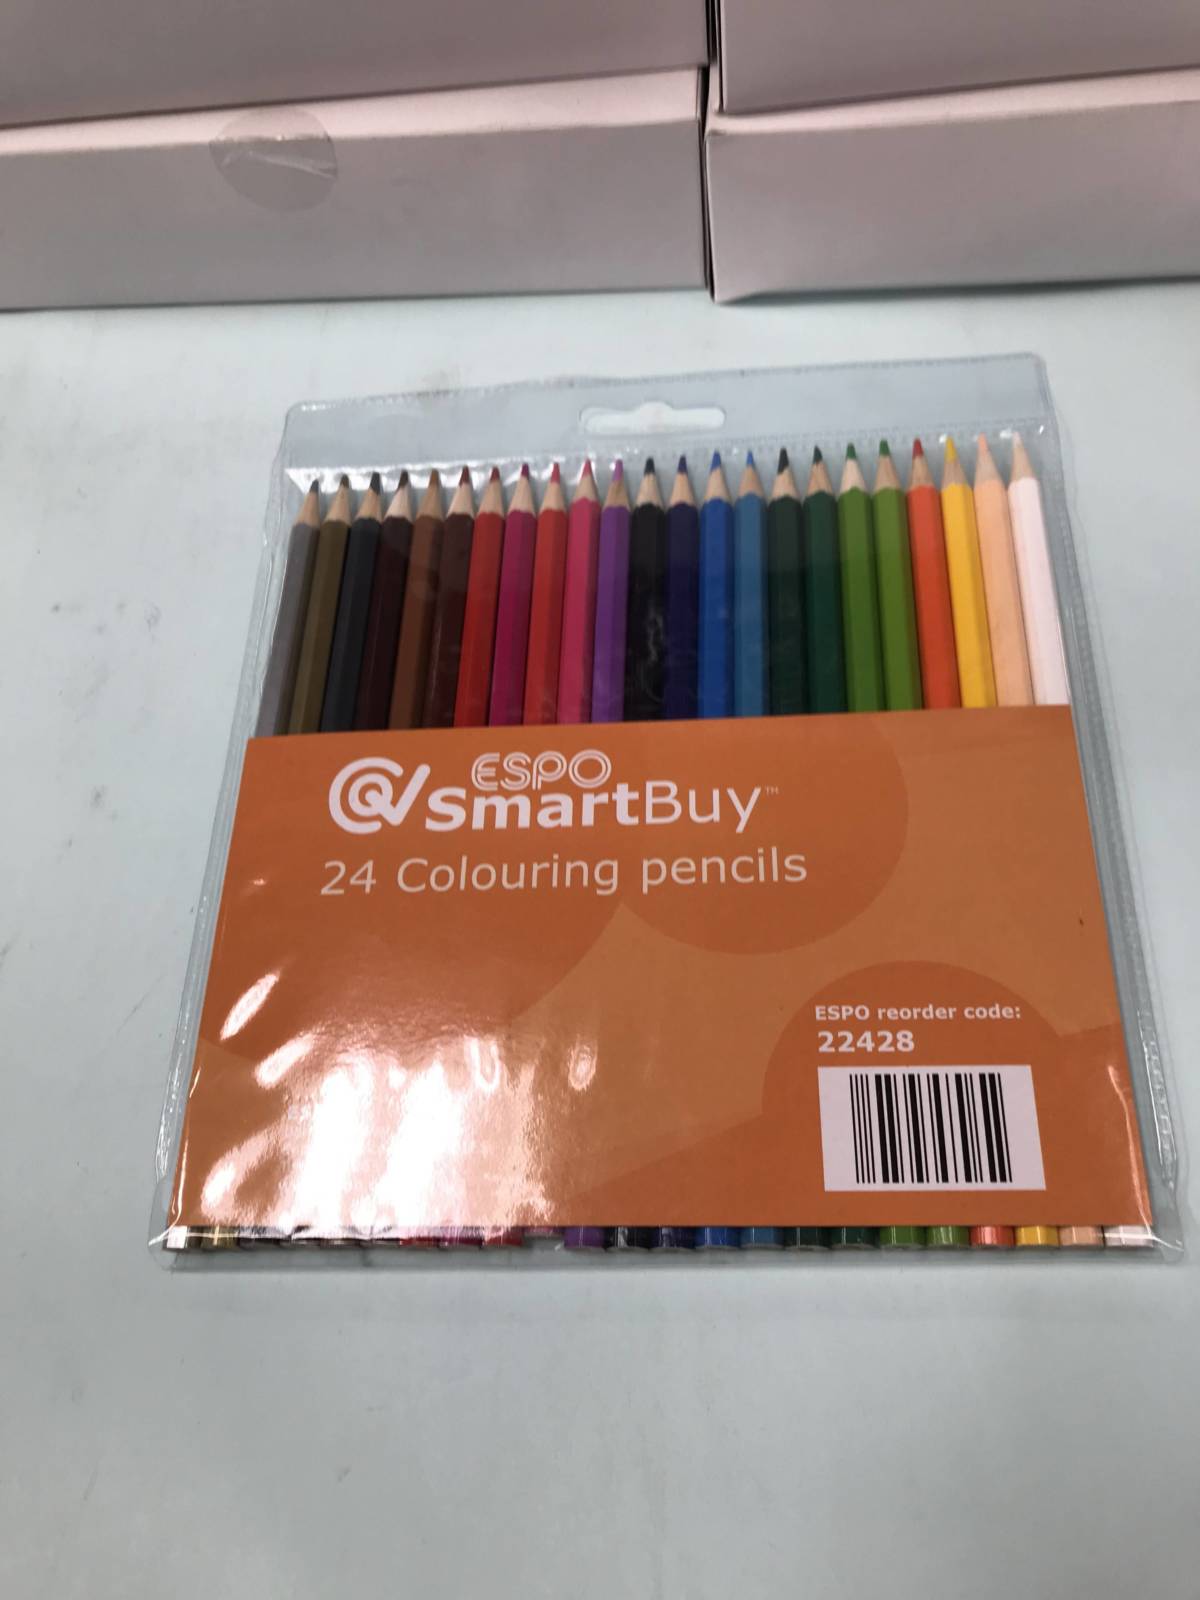 ESPO
smartBuy™
24 Colouring pencils
ESPO reorder code:
22428